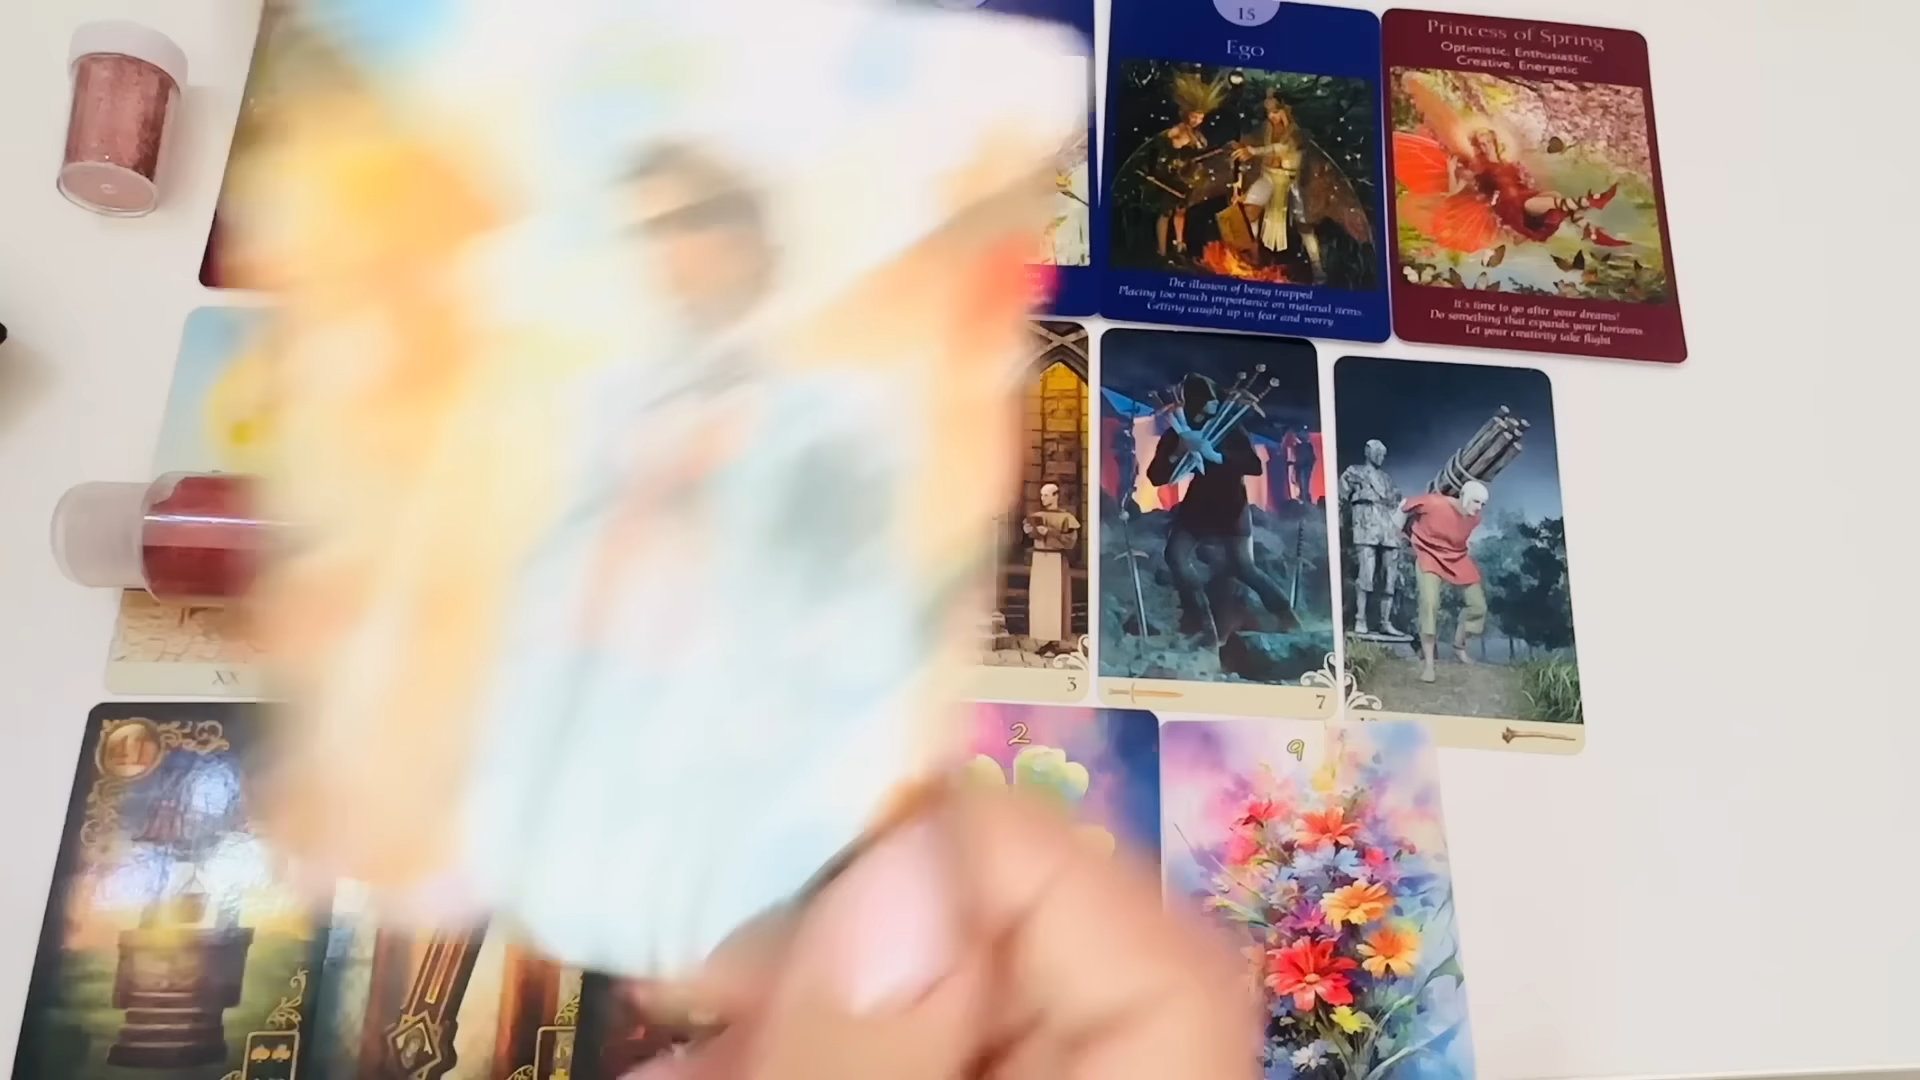 15
Ego
The illusion of being trapped
Placing too much importance on material items
Getting caught up in fear and worry
Princess of Spring
Optimistic, Enthusiastic,
Creative, Energetic
It's time to go after your dreams!
Do something that expands your horizons
Let your creativity take flight
XX
3
7
2
9